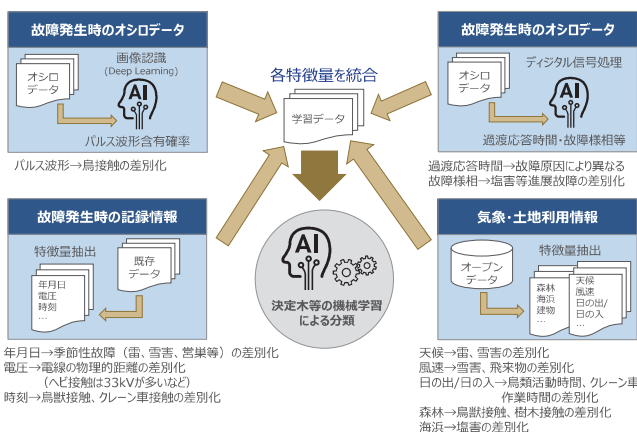 故障発生時のオシロデータ
オシロ
データ
画像認識
(Deep Learning)
AI
パルス波形含有確率
パルス波形→鳥接触の差別化
各特徴量を統合
学習データ
故障発生時のオシロデータ
オシロ
データ
ディジタル信号処理
AI
過渡応答時間・故障様相等
過渡応答時間→故障原因により異なる
故障様相→塩害等進展故障の差別化
故障発生時の記録情報
特徴量抽出
年月日
電圧
時刻
…
既存
データ
年月日→季節性故障（雷、雪害、営巣等）の差別化
電圧→電線の物理的距離の差別化
（ヘビ接触は33kVが多いなど）
時刻→鳥獣接触、クレーン車接触の差別化
AI
決定木等の機械学習
による分類
気象・土地利用情報
オープン
データ
特徴量抽出
森林
海浜
建物
…
天候
風速
日の出/
日の入
…
天候→雷、雪害の差別化
風速→雪害、飛来物の差別化
日の出/日の入→鳥類活動時間、クレーン車
作業時間の差別化
森林→鳥獣接触、樹木接触の差別化
海浜→塩害の差別化